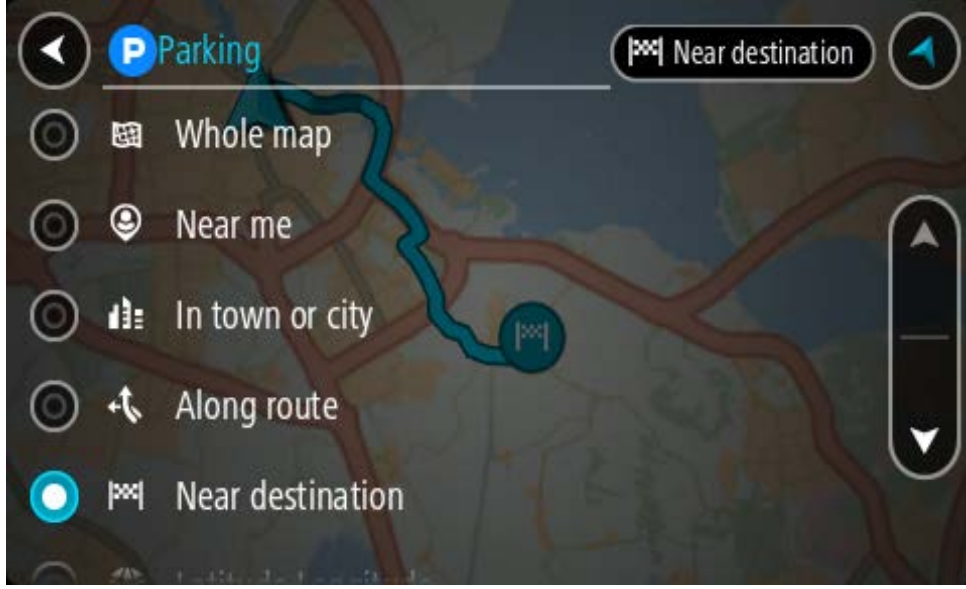 P Parking
Near destination
Whole map
Near me
In town or city
Along route
Near destination